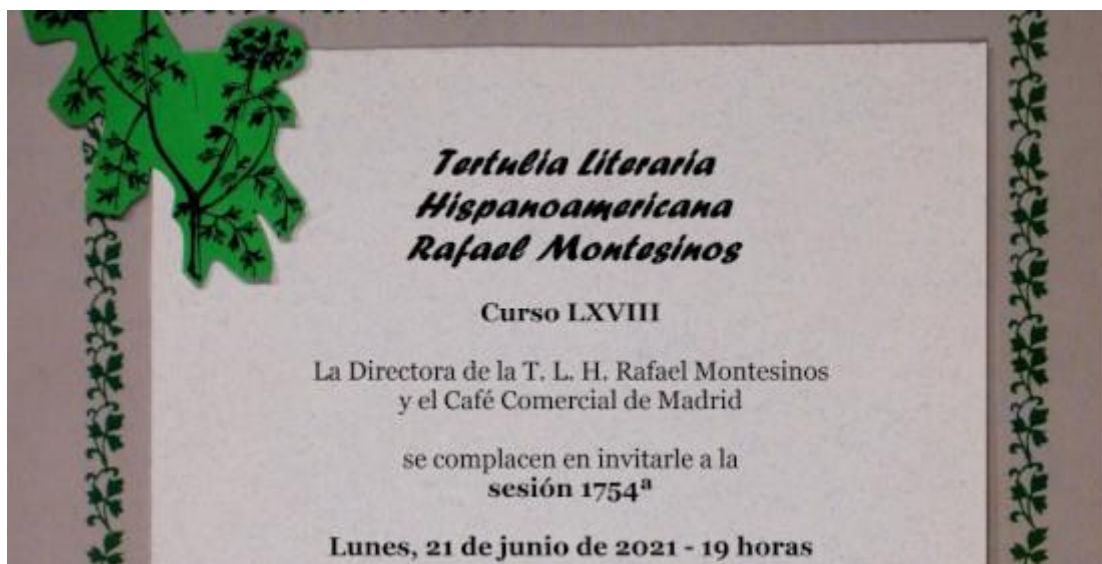 Tertulia Literaria
Hispanoamericana
Rafael Montesinos
Curso LXVIII
La Directora de la T. L. H. Rafael Montesinos
y el Café Comercial de Madrid
se complacen en invitarle a la
sesión 1754ª
Lunes, 21 de junio de 2021 - 19 horas